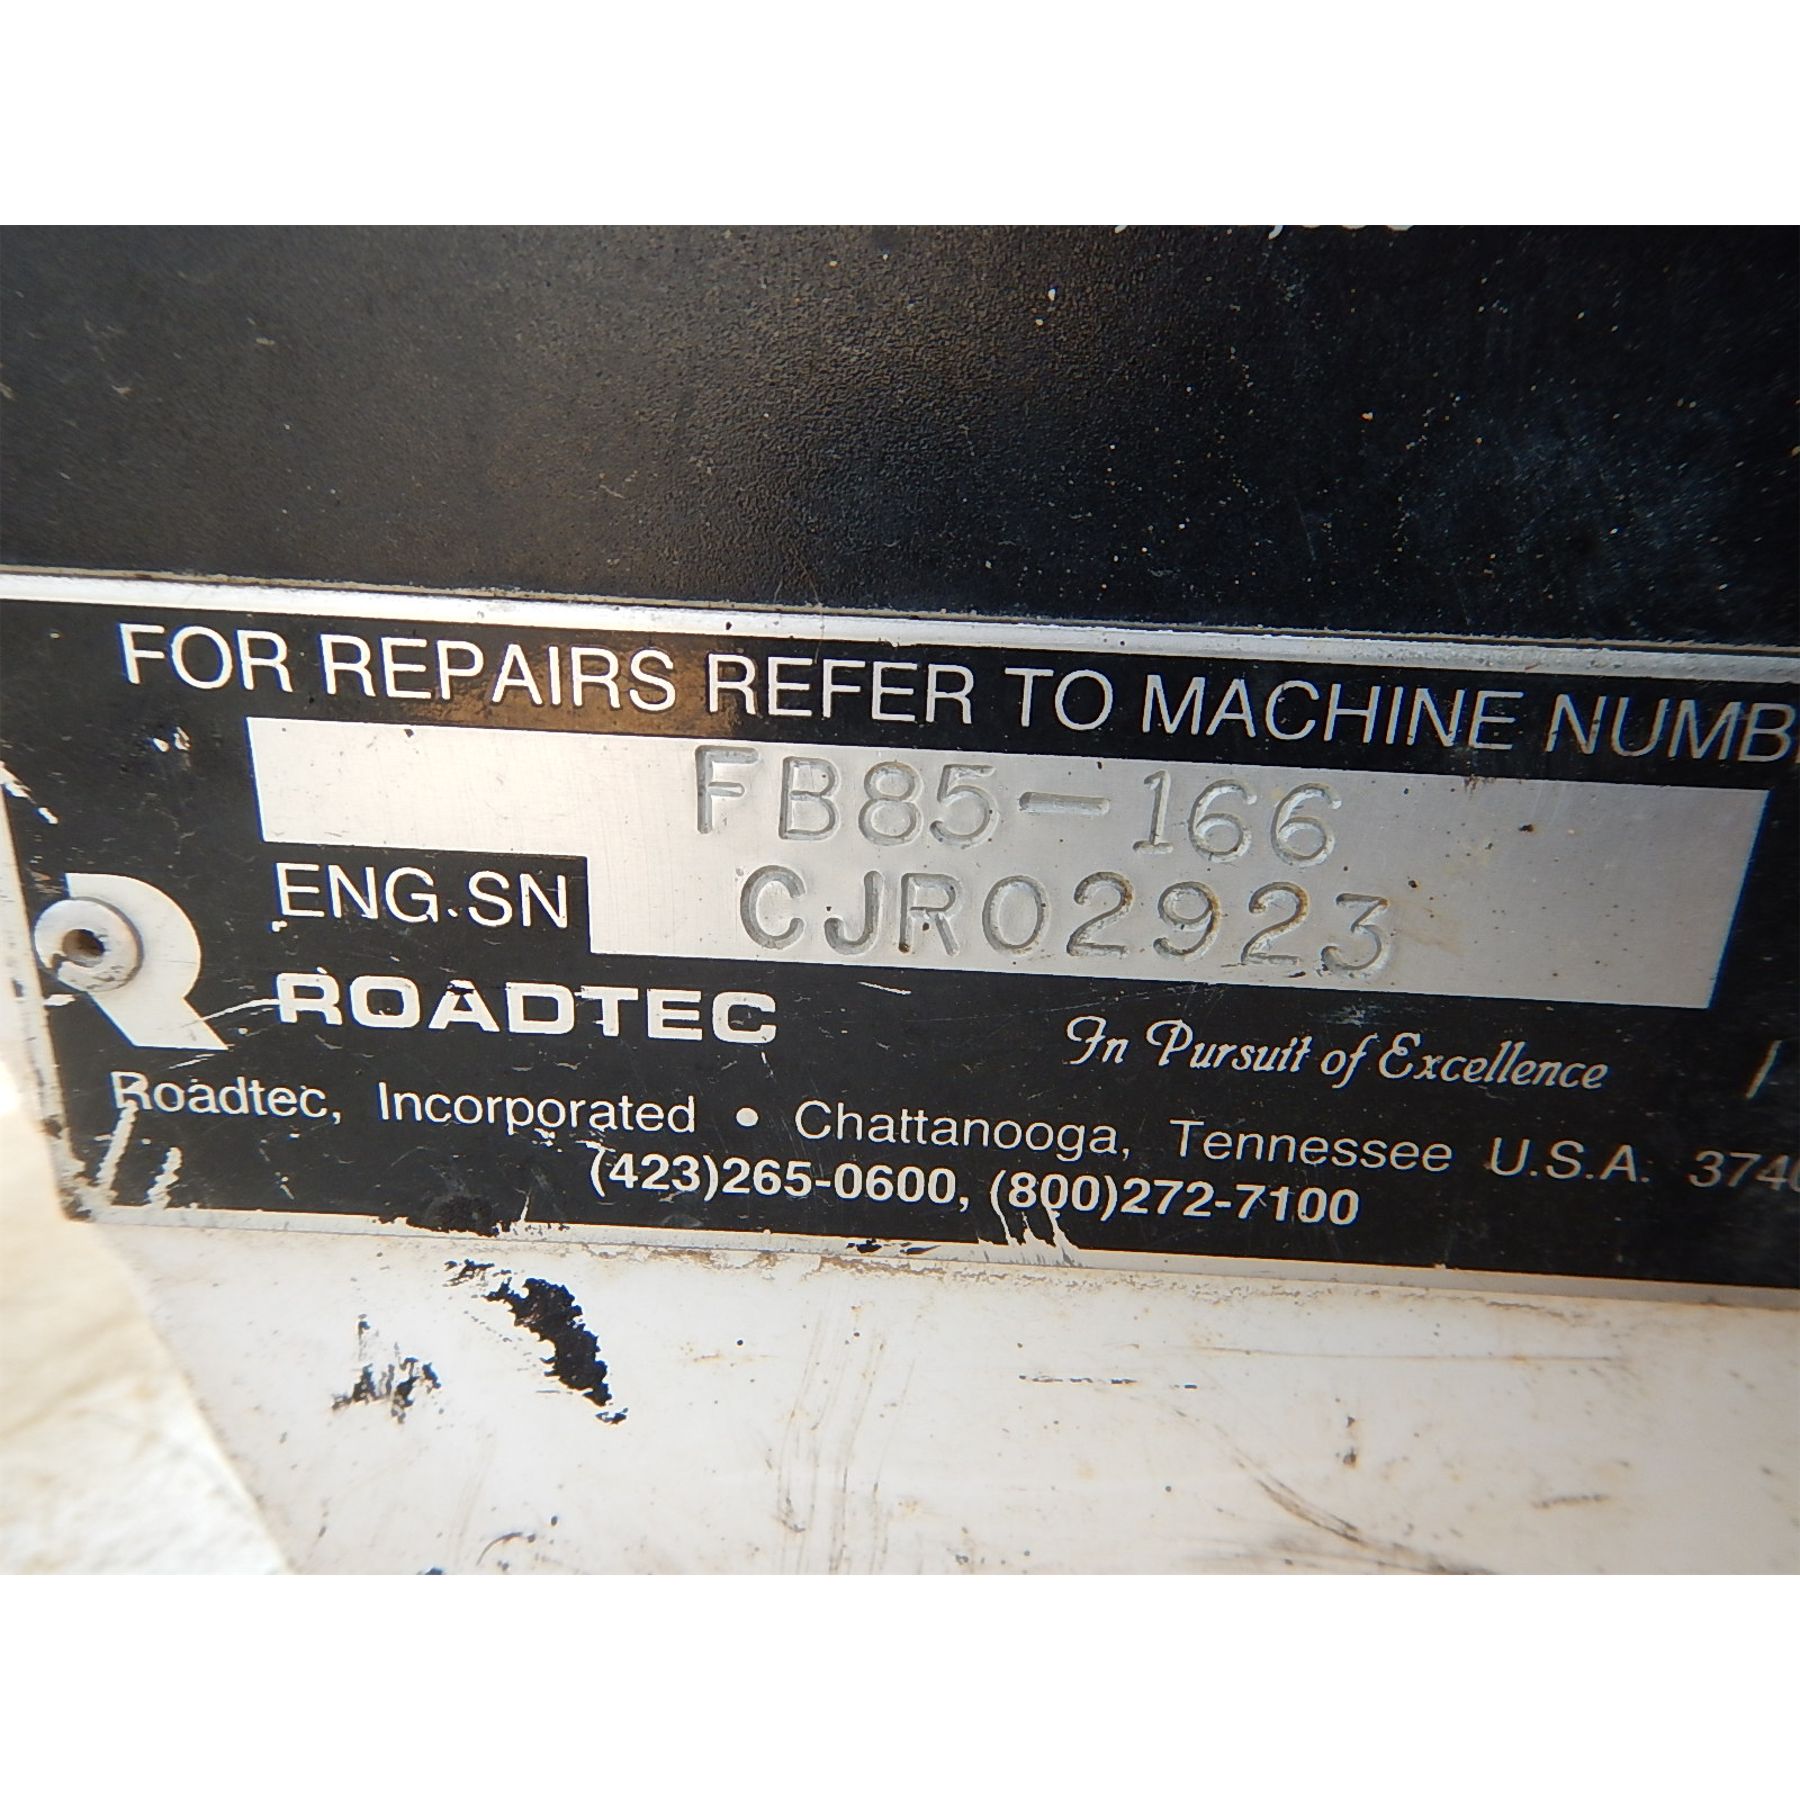 FOR REPAIRS REFER TO MACHINE NUMB
FB85-166
ENG.SN CJR02923
ROADTEC
In Pursuit of Excellence
Roadtec, Incorporated • Chattanooga, Tennessee U.S.A. 3740
(423)265-0600, (800)272-7100